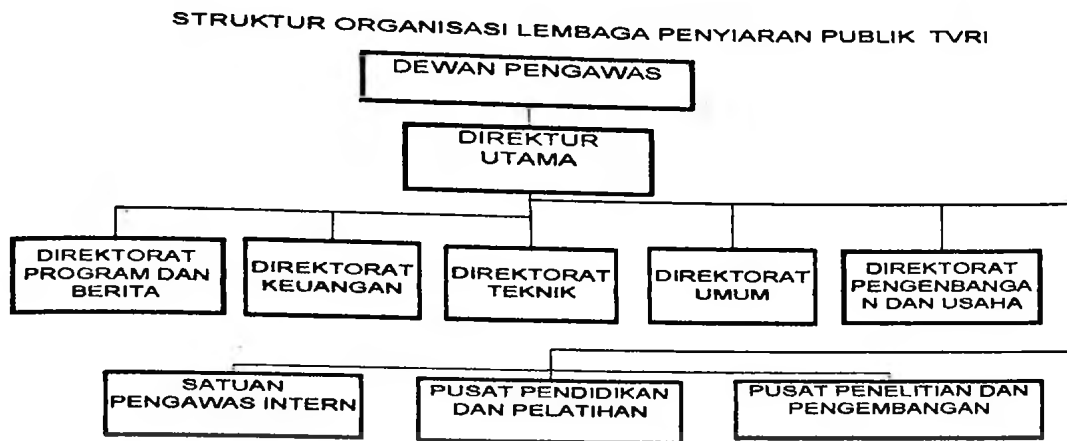 STRUKTUR ORGANISASI LEMBAGA PENYIARAN PUBLIK TVRI
DEWAN PENGAWAS
DIREKTUR
UTAMA
DIREKTORAT
PROGRAM DAN
BERITA
DIREKTORAT
KEUANGAN
DIREKTORAT
TEKNIK
DIREKTORAT
UMUM
DIREKTORAT
PENGENBANGA
N DAN USAHA
SATUAN
PENGAWAS INTERN
PUSAT PENDIDIKAN
DAN PELATIHAN
PUSAT PENELITIAN DAN
PENGEMBANGAN